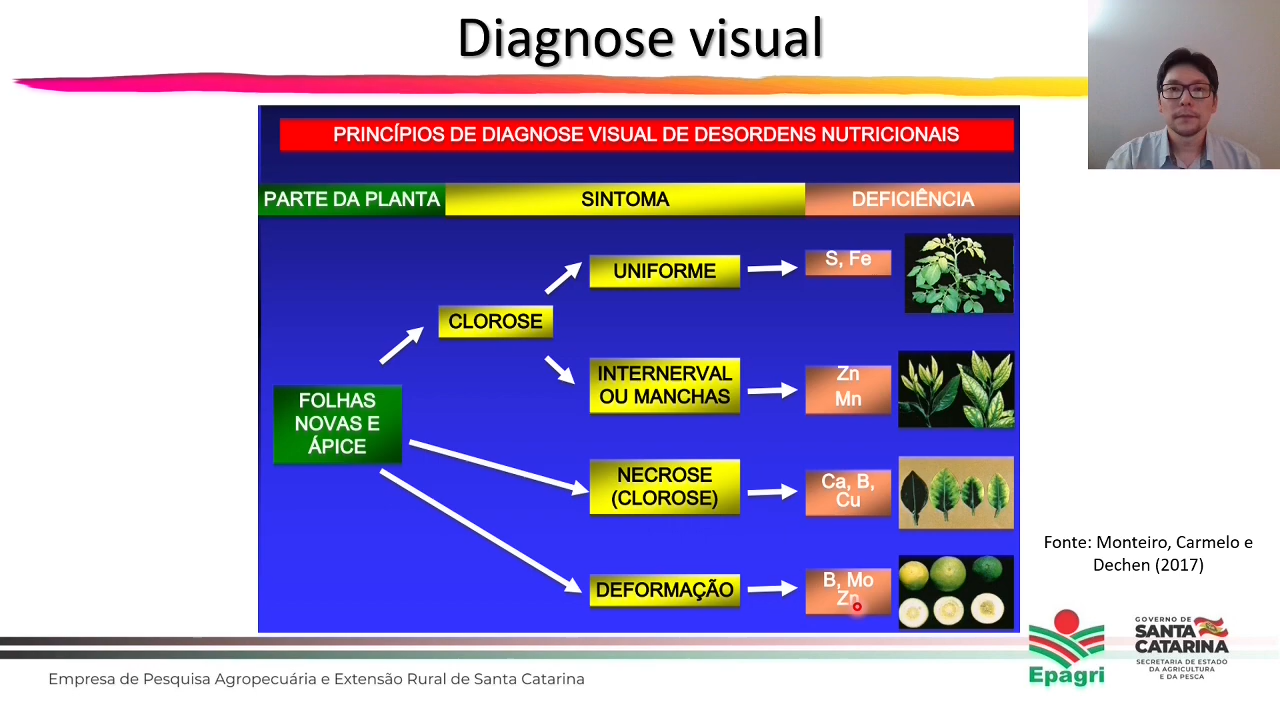 Diagnose visual
PRINCÍPIOS DE DIAGNOSE VISUAL DE DESORDENS NUTRICIONAIS
PARTE DA PLANTA
SINTOMA
DEFICIÊNCIA
FOLHAS
NOVAS E
ÁPICE
CLOROSE
UNIFORME
S, Fe
INTERNERVAL
OU MANCHAS
Zn
Mn
NECROSE
(CLOROSE)
Ca, B,
Cu
DEFORMAÇÃO
B, Mo
Zn
Fonte: Monteiro, Carmelo e
Dechen (2017)
Epagri
GOVERNO DE
SANTA
CATARINA
SECRETARIA DE ESTADO
DA AGRICULTURA
E DA PESCA
Empresa de Pesquisa Agropecuária e Extensão Rural de Santa Catarina